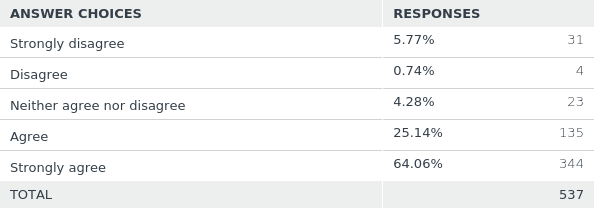 ANSWER CHOICES RESPONSES
Strongly disagree 5.77% 31
Disagree 0.74% 4
Neither agree nor disagree 4.28% 23
Agree 25.14% 135
Strongly agree 64.06% 344
TOTAL 537